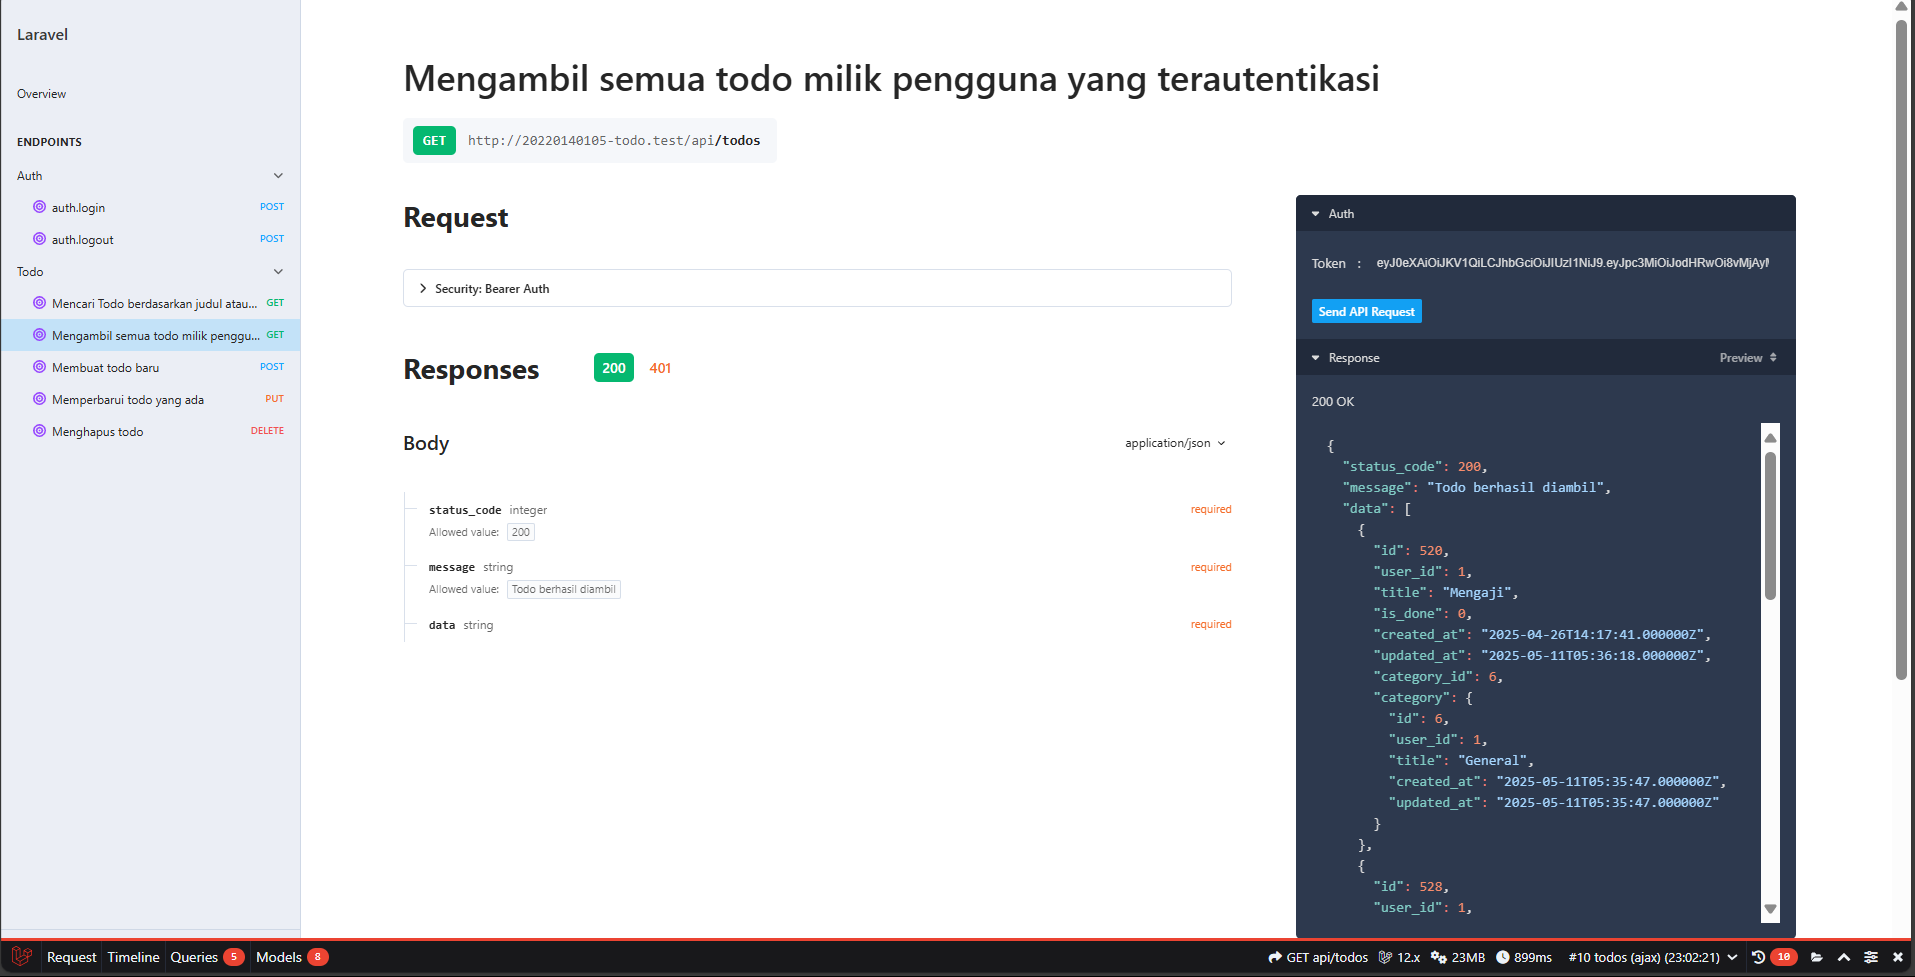 Laravel
Overview
ENDPOINTS
Auth
auth.login POST
auth.logout POST
Todo
Mencari Todo berdasarkan judul atau... GET
Mengambil semua todo milik penggu... GET
Membuat todo baru POST
Memperbarui todo yang ada PUT
Menghapus todo DELETE
Mengambil semua todo milik pengguna yang terautentikasi
GET http://20220140105-todo.test/api/todos
Request
Security: Bearer Auth
Responses 200 401
Body application/json
status_code integer required
Allowed value: 200
message string required
Allowed value: Todo berhasil diambil
data string required
Auth
Token : eyJ0eXAiOiJKV1QiLCJhbGciOiJIUzI1NiJ9.eyJpc3MiOiJodHRwOi8vMjAyM
Send API Request
Response Preview
200 OK
{
"status_code": 200,
"message": "Todo berhasil diambil",
"data": [
{
"id": 520,
"user_id": 1,
"title": "Mengaji",
"is_done": 0,
"created_at": "2025-04-26T14:17:41.000000Z",
"updated_at": "2025-05-11T05:36:18.000000Z",
"category_id": 6,
"category": {
"id": 6,
"user_id": 1,
"title": "General",
"created_at": "2025-05-11T05:35:47.000000Z",
"updated_at": "2025-05-11T05:35:47.000000Z"
}
},
{
"id": 528,
"user_id": 1,
Request Timeline Queries 5 Models 8 GET api/todos 12.x 23MB 899ms #10 todos (ajax) (23:02:21) 10